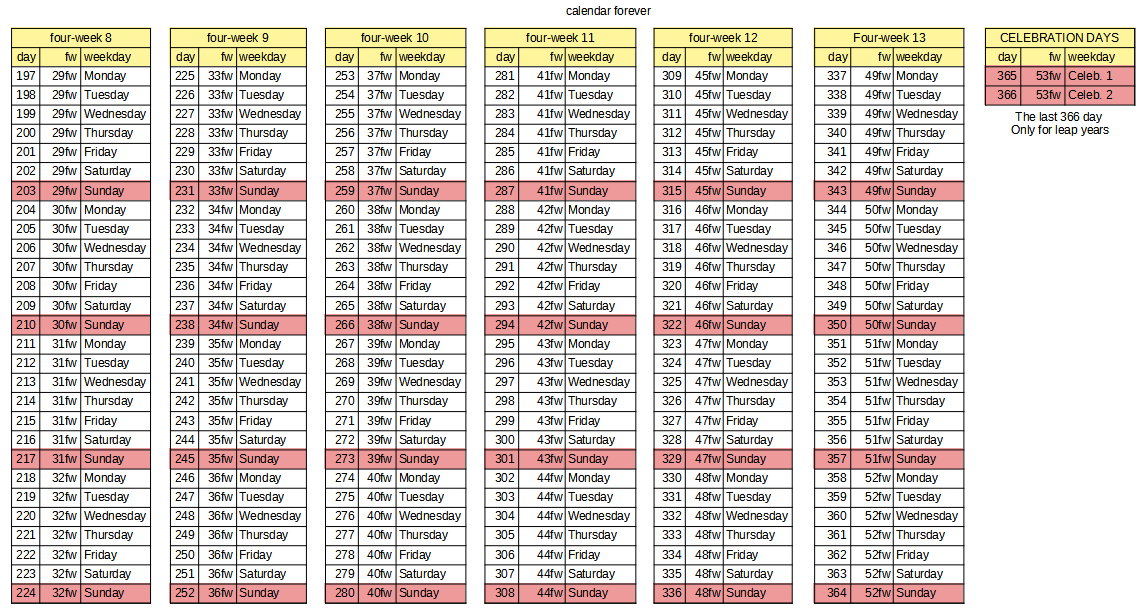 calendar forever
four-week 8 four-week 9 four-week 10 four-week 11 four-week 12 Four-week 13 CELEBRATION DAYS
day fw weekday day fw weekday day fw weekday day fw weekday day fw weekday day fw weekday day fw weekday
197 29fw Monday 225 33fw Monday 253 37fw Monday 281 41fw Monday 309 45fw Monday 337 49fw Monday 365 53fw Celeb. 1
198 29fw Tuesday 226 33fw Tuesday 254 37fw Tuesday 282 41fw Tuesday 310 45fw Tuesday 338 49fw Tuesday 366 53fw Celeb. 2
199 29fw Wednesday 227 33fw Wednesday 255 37fw Wednesday 283 41fw Wednesday 311 45fw Wednesday 339 49fw Wednesday The last 366 day
200 29fw Thursday 228 33fw Thursday 256 37fw Thursday 284 41fw Thursday 312 45fw Thursday 340 49fw Thursday Only for leap years
201 29fw Friday 229 33fw Friday 257 37fw Friday 285 41fw Friday 313 45fw Friday 341 49fw Friday
202 29fw Saturday 230 33fw Saturday 258 37fw Saturday 286 41fw Saturday 314 45fw Saturday 342 49fw Saturday
203 29fw Sunday 231 33fw Sunday 259 37fw Sunday 287 41fw Sunday 315 45fw Sunday 343 49fw Sunday
204 30fw Monday 232 34fw Monday 260 38fw Monday 288 42fw Monday 316 46fw Monday 344 50fw Monday
205 30fw Tuesday 233 34fw Tuesday 261 38fw Tuesday 289 42fw Tuesday 317 46fw Tuesday 345 50fw Tuesday
206 30fw Wednesday 234 34fw Wednesday 262 38fw Wednesday 290 42fw Wednesday 318 46fw Wednesday 346 50fw Wednesday
207 30fw Thursday 235 34fw Thursday 263 38fw Thursday 291 42fw Thursday 319 46fw Thursday 347 50fw Thursday
208 30fw Friday 236 34fw Friday 264 38fw Friday 292 42fw Friday 320 46fw Friday 348 50fw Friday
209 30fw Saturday 237 34fw Saturday 265 38fw Saturday 293 42fw Saturday 321 46fw Saturday 349 50fw Saturday
210 30fw Sunday 238 34fw Sunday 266 38fw Sunday 294 42fw Sunday 322 46fw Sunday 350 50fw Sunday
211 31fw Monday 239 35fw Monday 267 39fw Monday 295 43fw Monday 323 47fw Monday 351 51fw Monday
212 31fw Tuesday 240 35fw Tuesday 268 39fw Tuesday 296 43fw Tuesday 324 47fw Tuesday 352 51fw Tuesday
213 31fw Wednesday 241 35fw Wednesday 269 39fw Wednesday 297 43fw Wednesday 325 47fw Wednesday 353 51fw Wednesday
214 31fw Thursday 242 35fw Thursday 270 39fw Thursday 298 43fw Thursday 326 47fw Thursday 354 51fw Thursday
215 31fw Friday 243 35fw Friday 271 39fw Friday 299 43fw Friday 327 47fw Friday 355 51fw Friday
216 31fw Saturday 244 35fw Saturday 272 39fw Saturday 300 43fw Saturday 328 47fw Saturday 356 51fw Saturday
217 31fw Sunday 245 35fw Sunday 273 39fw Sunday 301 43fw Sunday 329 47fw Sunday 357 51fw Sunday
218 32fw Monday 246 36fw Monday 274 40fw Monday 302 44fw Monday 330 48fw Monday 358 52fw Monday
219 32fw Tuesday 247 36fw Tuesday 275 40fw Tuesday 303 44fw Tuesday 331 48fw Tuesday 359 52fw Tuesday
220 32fw Wednesday 248 36fw Wednesday 276 40fw Wednesday 304 44fw Wednesday 332 48fw Wednesday 360 52fw Wednesday
221 32fw Thursday 249 36fw Thursday 277 40fw Thursday 305 44fw Thursday 333 48fw Thursday 361 52fw Thursday
222 32fw Friday 250 36fw Friday 278 40fw Friday 306 44fw Friday 334 48fw Friday 362 52fw Friday
223 32fw Saturday 251 36fw Saturday 279 40fw Saturday 307 44fw Saturday 335 48fw Saturday 363 52fw Saturday
224 32fw Sunday 252 36fw Sunday 280 40fw Sunday 308 44fw Sunday 336 48fw Sunday 364 52fw Sunday